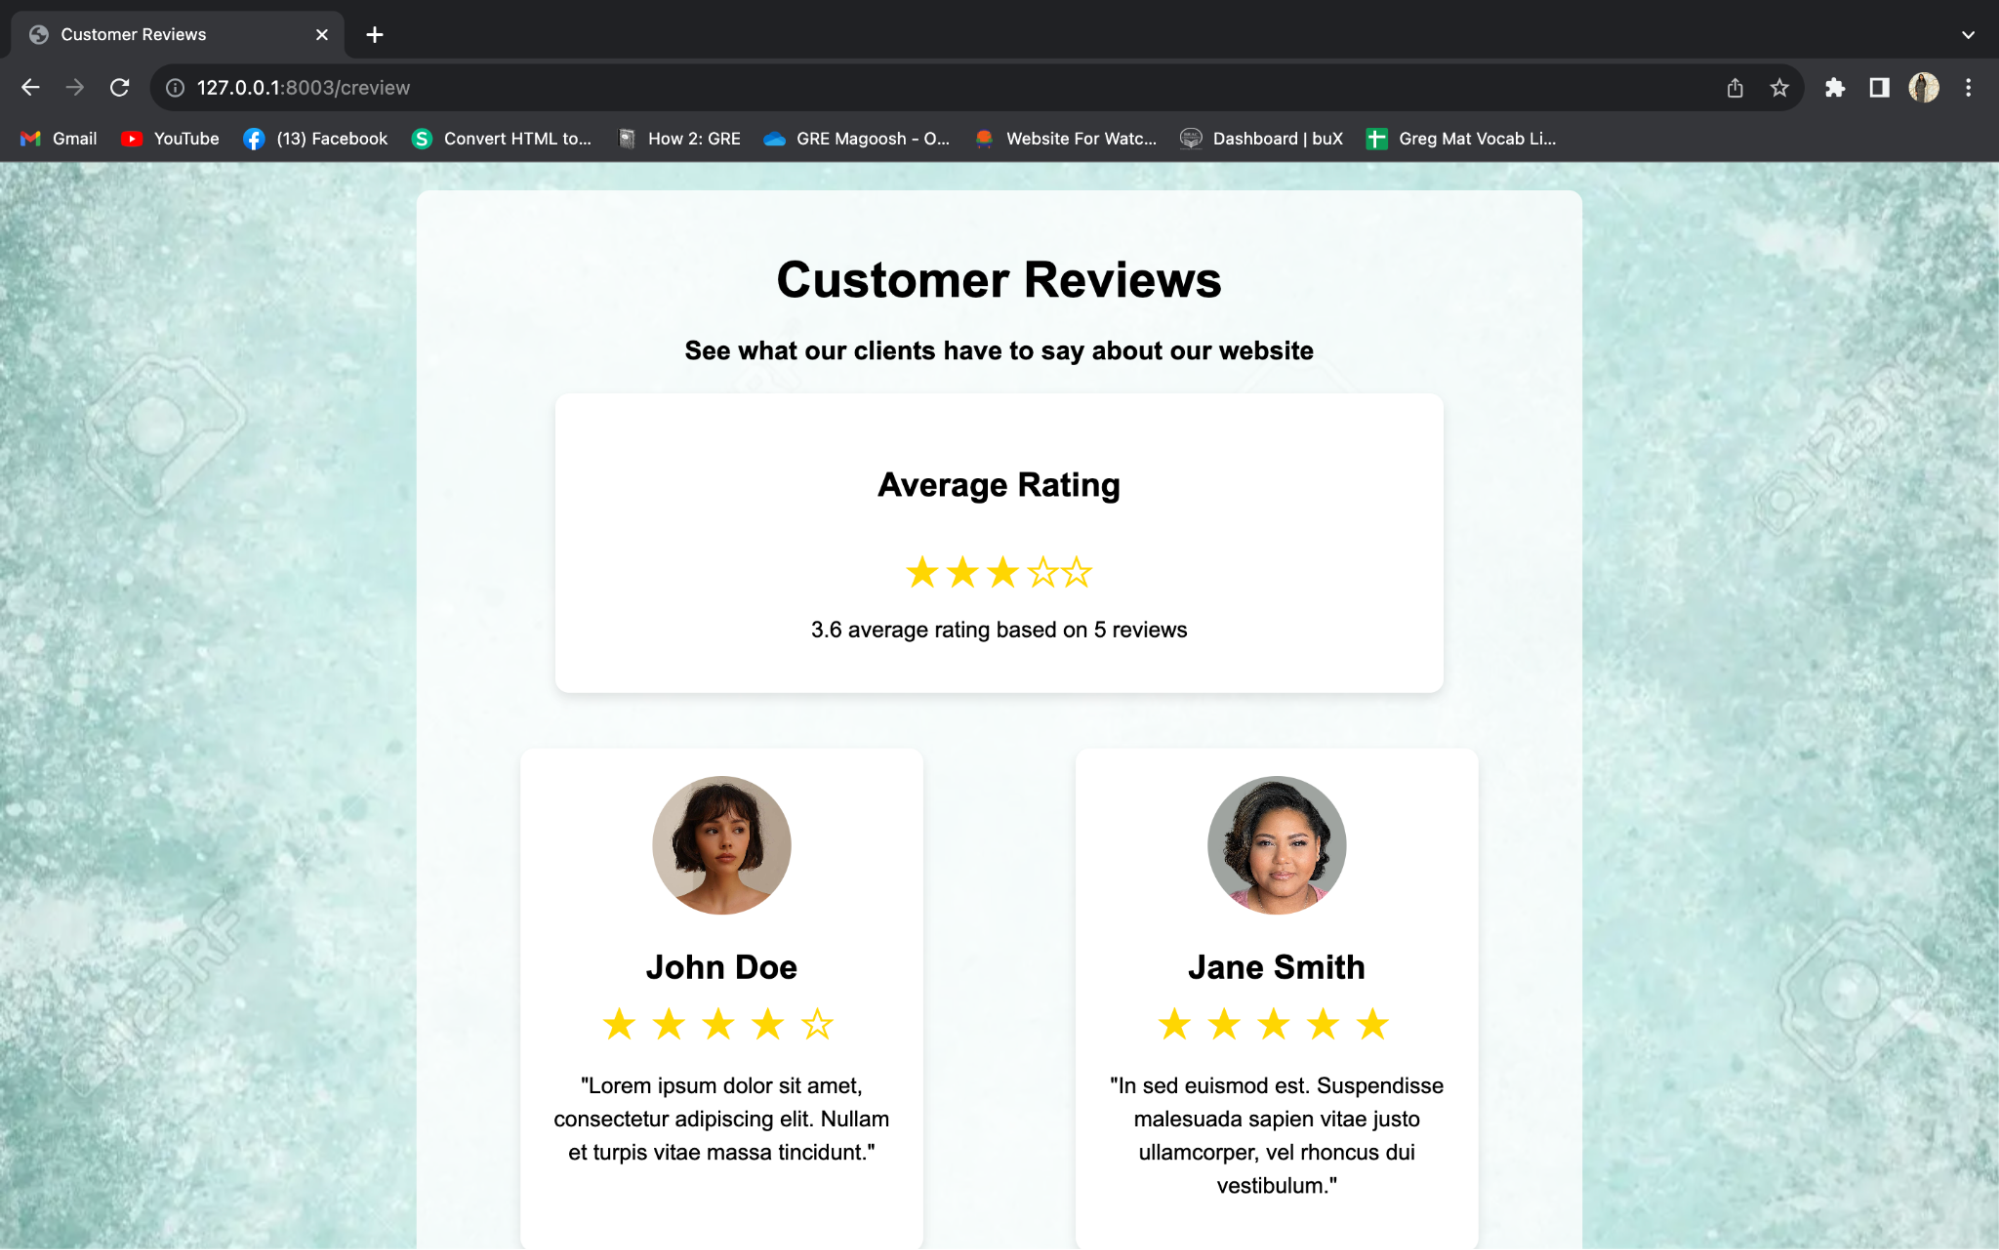 Customer Reviews
127.0.0.1:8003/creview
Gmail
YouTube
(13) Facebook
Convert HTML to...
How 2: GRE
GRE Magoosh - O...
Website For Watc...
Dashboard | buX
Greg Mat Vocab Li...
Customer Reviews
See what our clients have to say about our website
Average Rating
3.6 average rating based on 5 reviews
John Doe
"Lorem ipsum dolor sit amet,
consectetur adipiscing elit. Nullam
et turpis vitae massa tincidunt."
Jane Smith
"In sed euismod est. Suspendisse
malesuada sapien vitae justo
ullamcorper, vel rhoncus dui
vestibulum."
123RF
123RF